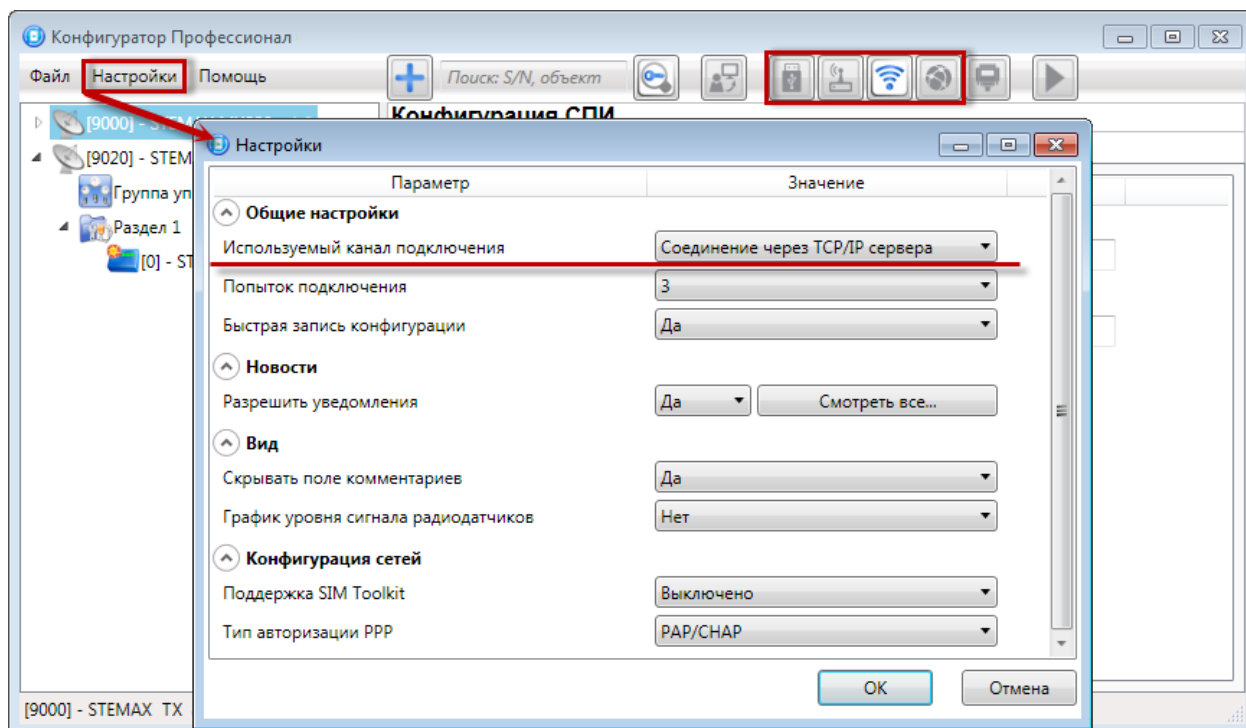 Конфигуратор Профессионал
Файл Настройки Помощь Поиск: S/N, объект
Конфигурация СПИ
[9000] - STEMAX
[9020] - STEM
Группа уп
Раздел 1
[0] - ST
Настройки
Параметр Значение
Общие настройки
Используемый канал подключения Соединение через TCP/IP сервера
Попыток подключения 3
Быстрая запись конфигурации Да
Новости
Разрешить уведомления Да Смотреть все...
Вид
Скрывать поле комментариев Да
График уровня сигнала радиодатчиков Нет
Конфигурация сетей
Поддержка SIM Toolkit Выключено
Тип авторизации PPP PAP/CHAP
OK Отмена
[9000] - STEMAX TX